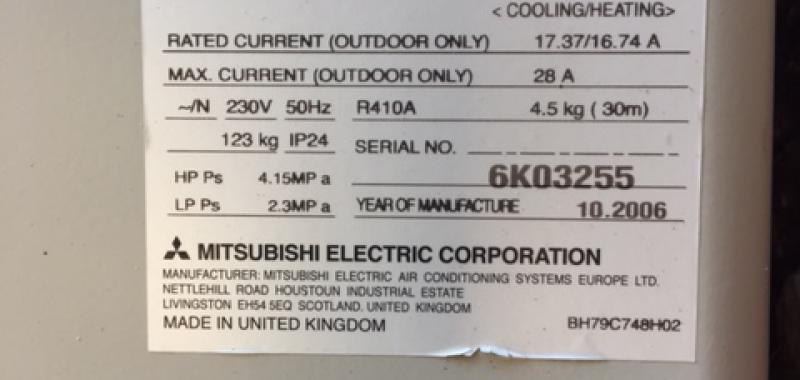 < COOLING/HEATING>
RATED CURRENT (OUTDOOR ONLY) 17.37/16.74 A
MAX. CURRENT (OUTDOOR ONLY) 28 A
~/N 230V 50Hz R410A 4.5 kg ( 30m)
123 kg IP24 SERIAL NO.
6K03255
HP Ps 4.15MP a
LP Ps 2.3MP a YEAR OF MANUFACTURE 10.2006
MITSUBISHI ELECTRIC CORPORATION
MANUFACTURER: MITSUBISHI ELECTRIC AIR CONDITIONING SYSTEMS EUROPE LTD.
NETTLEHILL ROAD HOUSTOUN INDUSTRIAL ESTATE
LIVINGSTON EH54 5EQ SCOTLAND. UNITED KINGDOM
MADE IN UNITED KINGDOM BH79C748H02